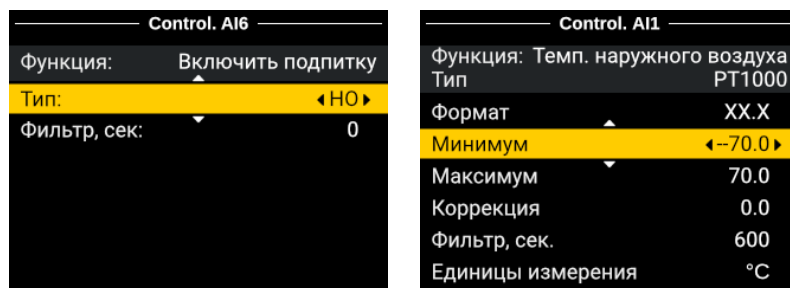 Control. AI6
Функция: Включить подпитку
Тип: НО
Фильтр, сек: 0
Control. AI1
Функция: Темп. наружного воздуха
Тип PT1000
Формат XX.X
Минимум --70.0
Максимум 70.0
Коррекция 0.0
Фильтр, сек. 600
Единицы измерения °C